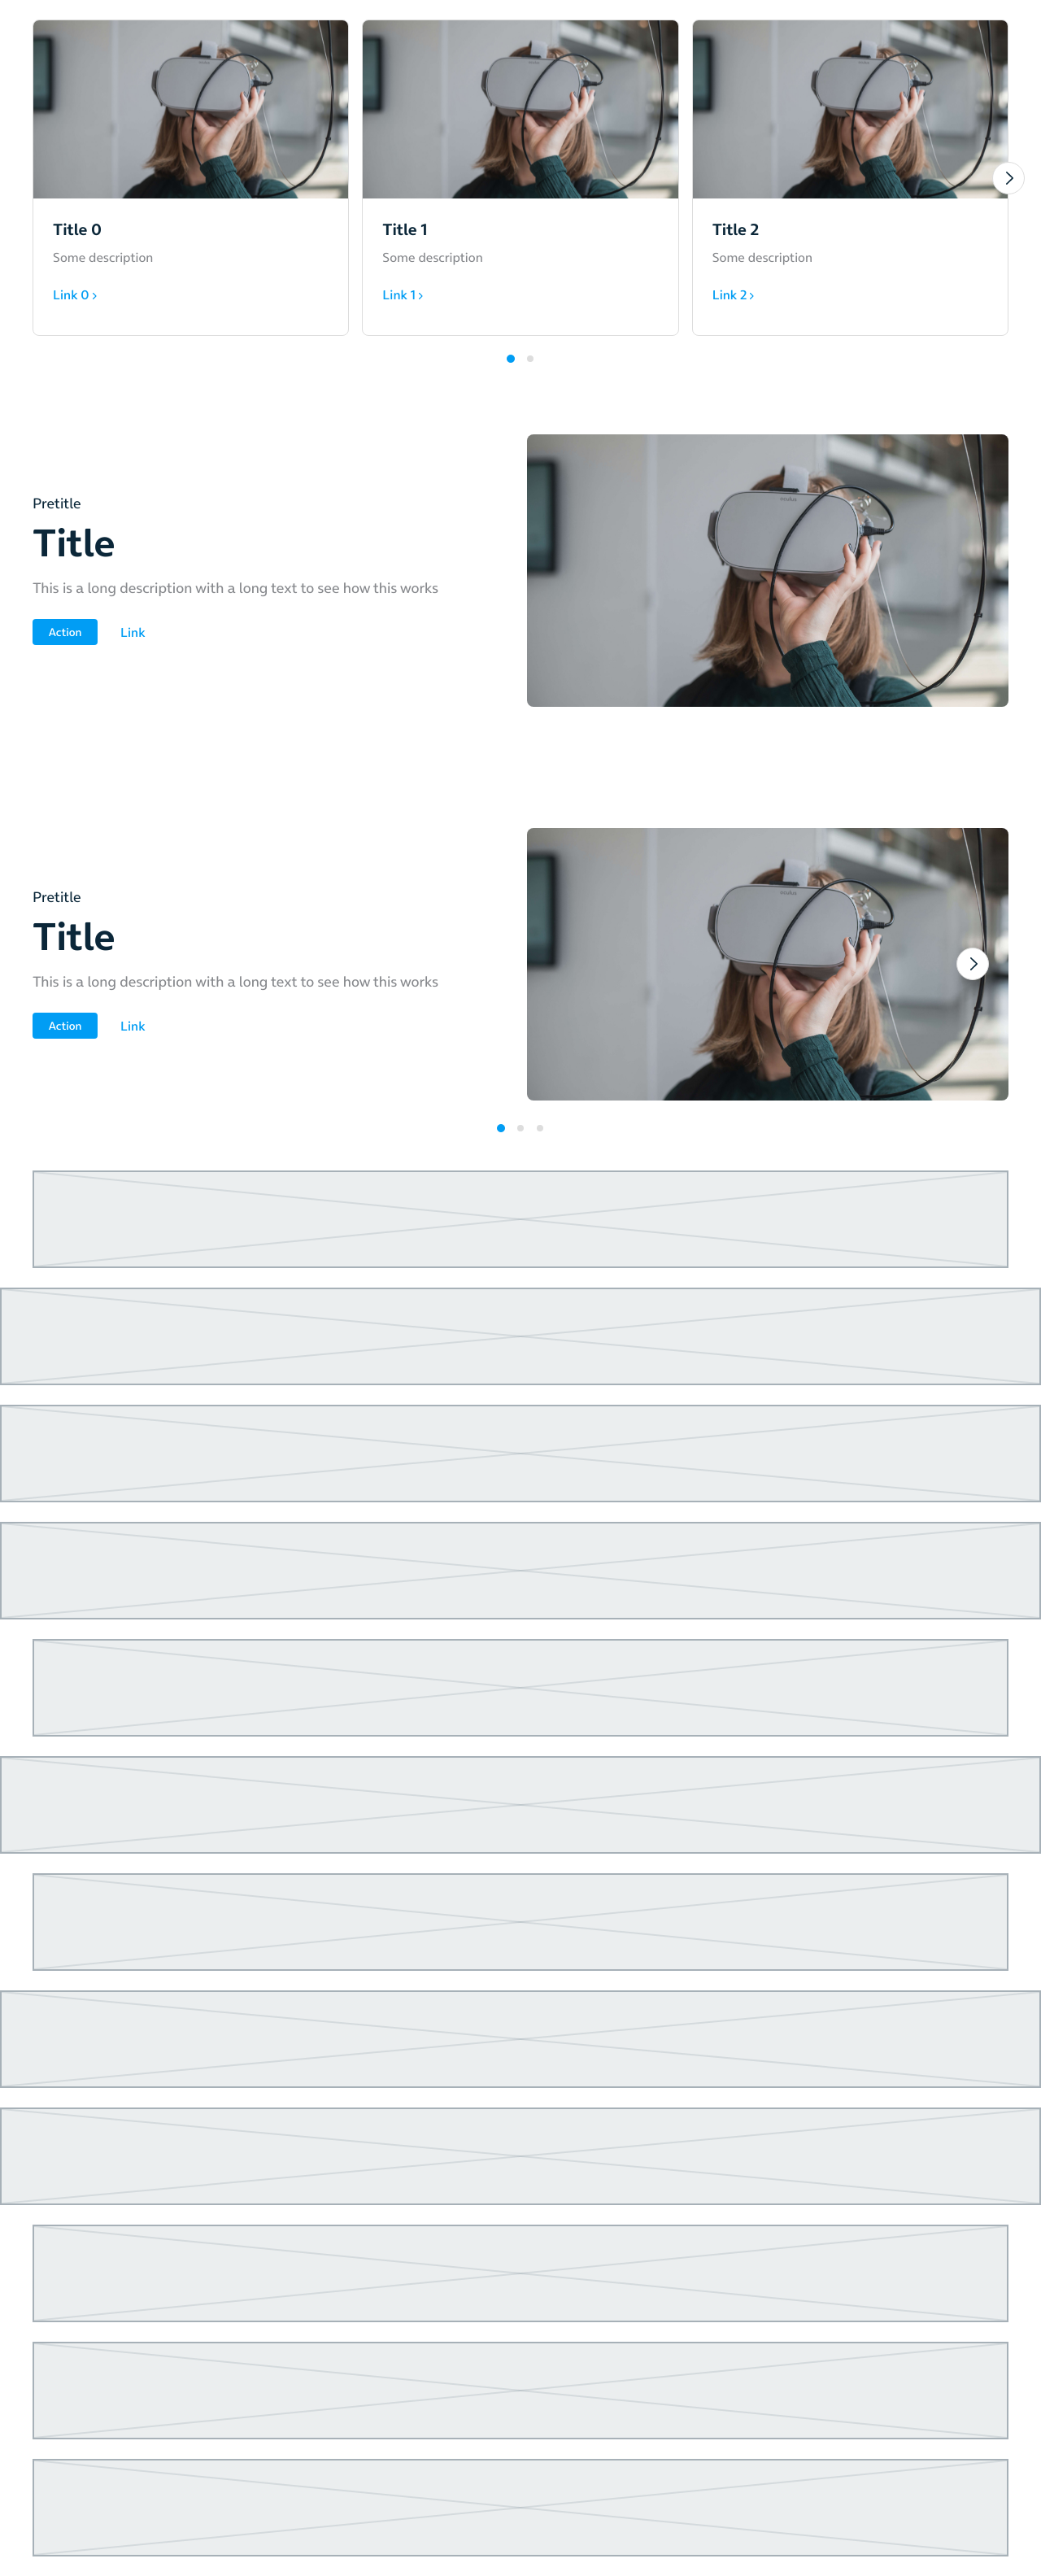 Title 0
Some description
Link 0
Title 1
Some description
Link 1
Title 2
Some description
Link 2
Pretitle
Title
This is a long description with a long text to see how this works
Action Link
Pretitle
Title
This is a long description with a long text to see how this works
Action Link